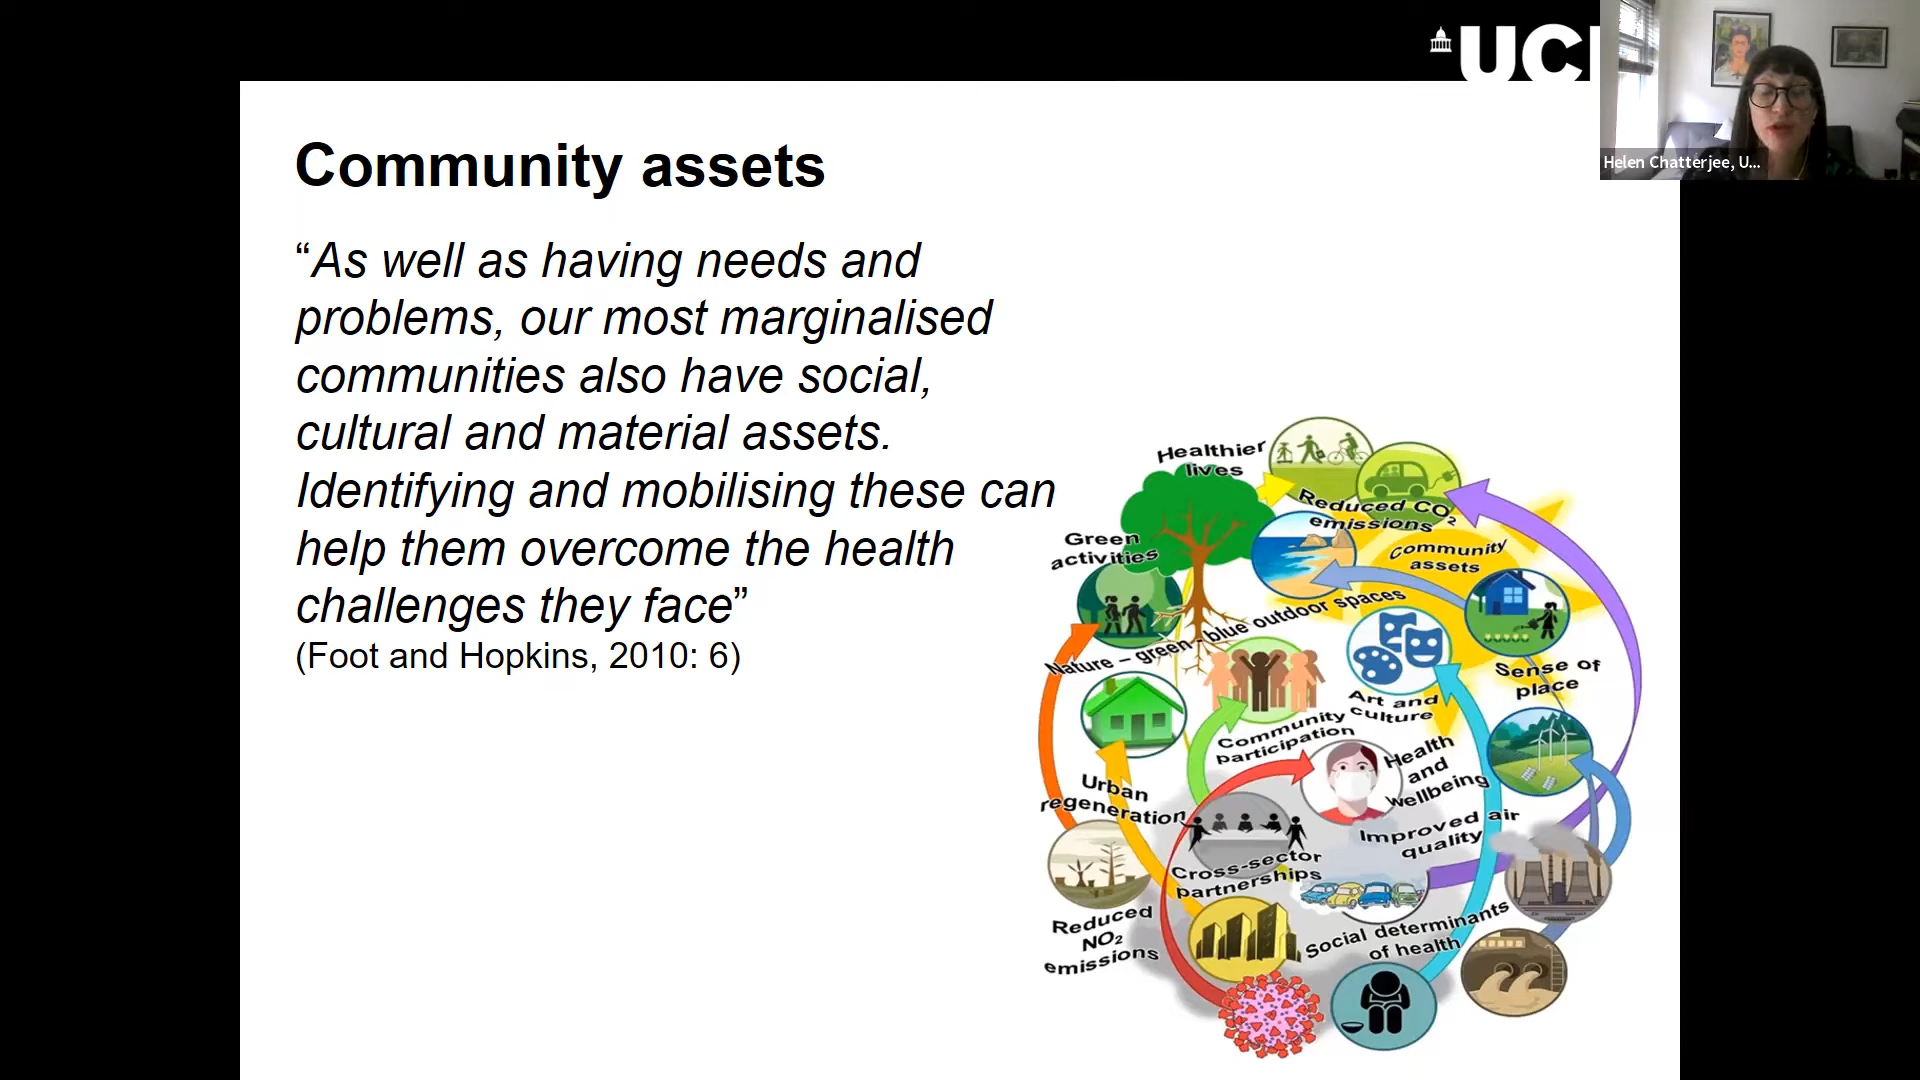 UCL
Helen Chatterjee, U...
Community assets
“As well as having needs and
problems, our most marginalised
communities also have social,
cultural and material assets.
Identifying and mobilising these can
help them overcome the health
challenges they face”
(Foot and Hopkins, 2010: 6)
Healthier
lives
Reduced CO2
emissions
Green
activities
Community
assets
Nature – green - blue outdoor spaces
Sense of
place
Art and
culture
Community
participation
Health
and
wellbeing
Urban
regeneration
Improved air
quality
Cross-sector
partnerships
Reduced
NO2
emissions
Social determinants
of health